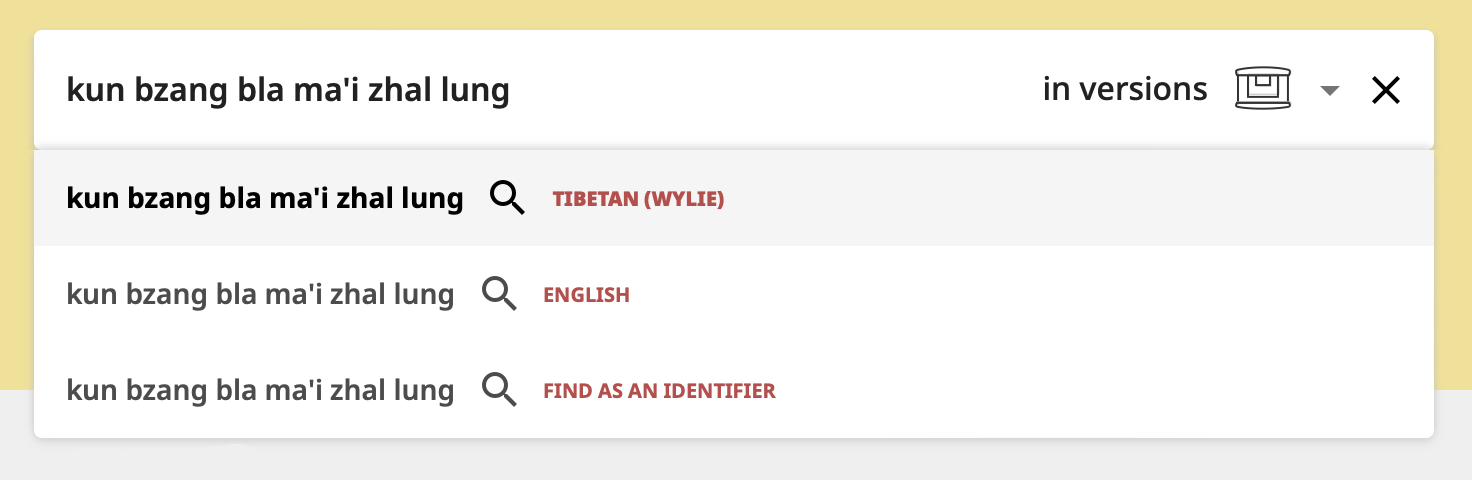 kun bzang bla ma'i zhal lung in versions
kun bzang bla ma'i zhal lung TIBETAN (WYLIE)
kun bzang bla ma'i zhal lung ENGLISH
kun bzang bla ma'i zhal lung FIND AS AN IDENTIFIER